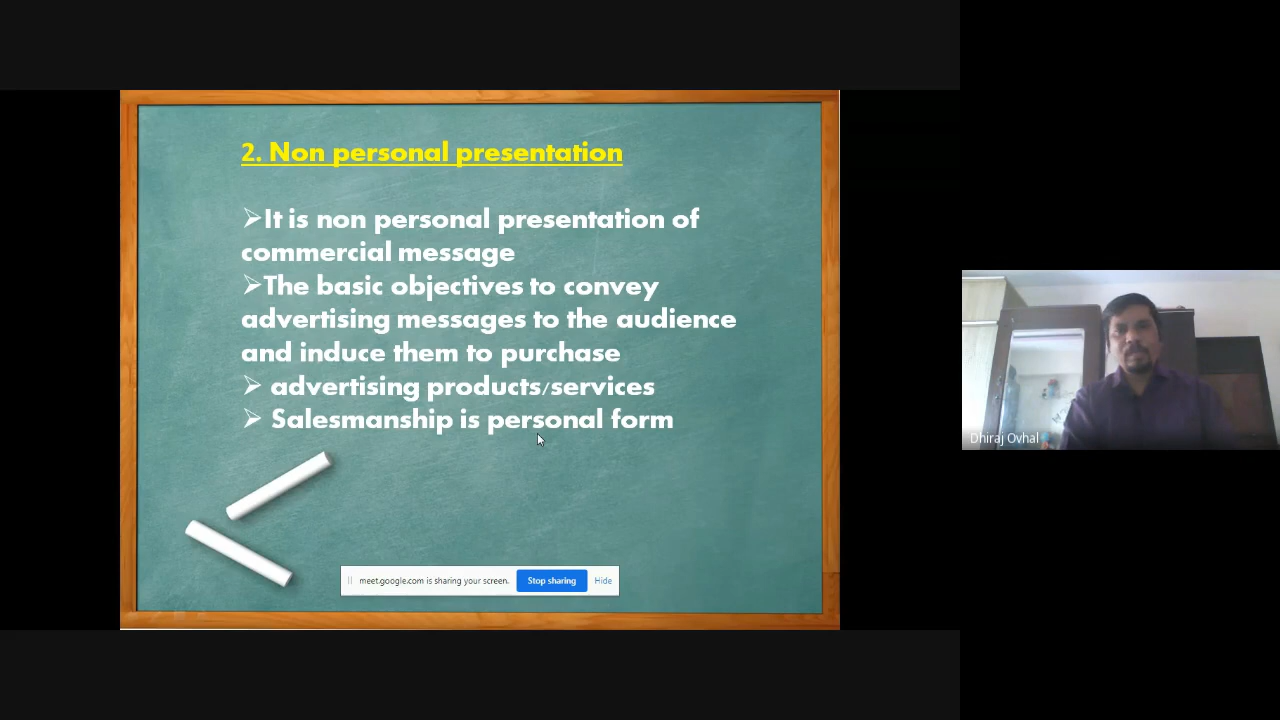 2. Non personal presentation
➢It is non personal presentation of
commercial message
➢The basic objectives to convey
advertising messages to the audience
and induce them to purchase
➢ advertising products/services
➢ Salesmanship is personal form
meet.google.com is sharing your screen. Stop sharing Hide
Dhiraj Ovhal